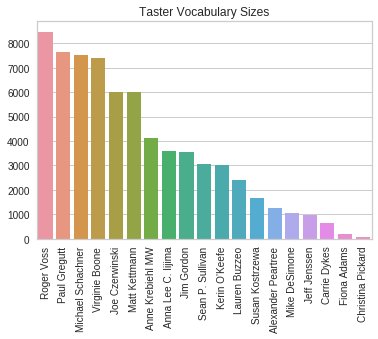 Taster Vocabulary Sizes
8000
7000
6000
5000
4000
3000
2000
1000
0
Roger Voss
Paul Gregutt
Michael Schachner
Virginie Boone
Joe Czerwinski
Matt Kettmann
Anne Krebiehl MW
Anna Lee C. Iijima
Jim Gordon
Sean P. Sullivan
Kerin O'Keefe
Lauren Buzzeo
Susan Kostrzewa
Alexander Peartree
Mike DeSimone
Jeff Jenssen
Carrie Dykes
Fiona Adams
Christina Pickard